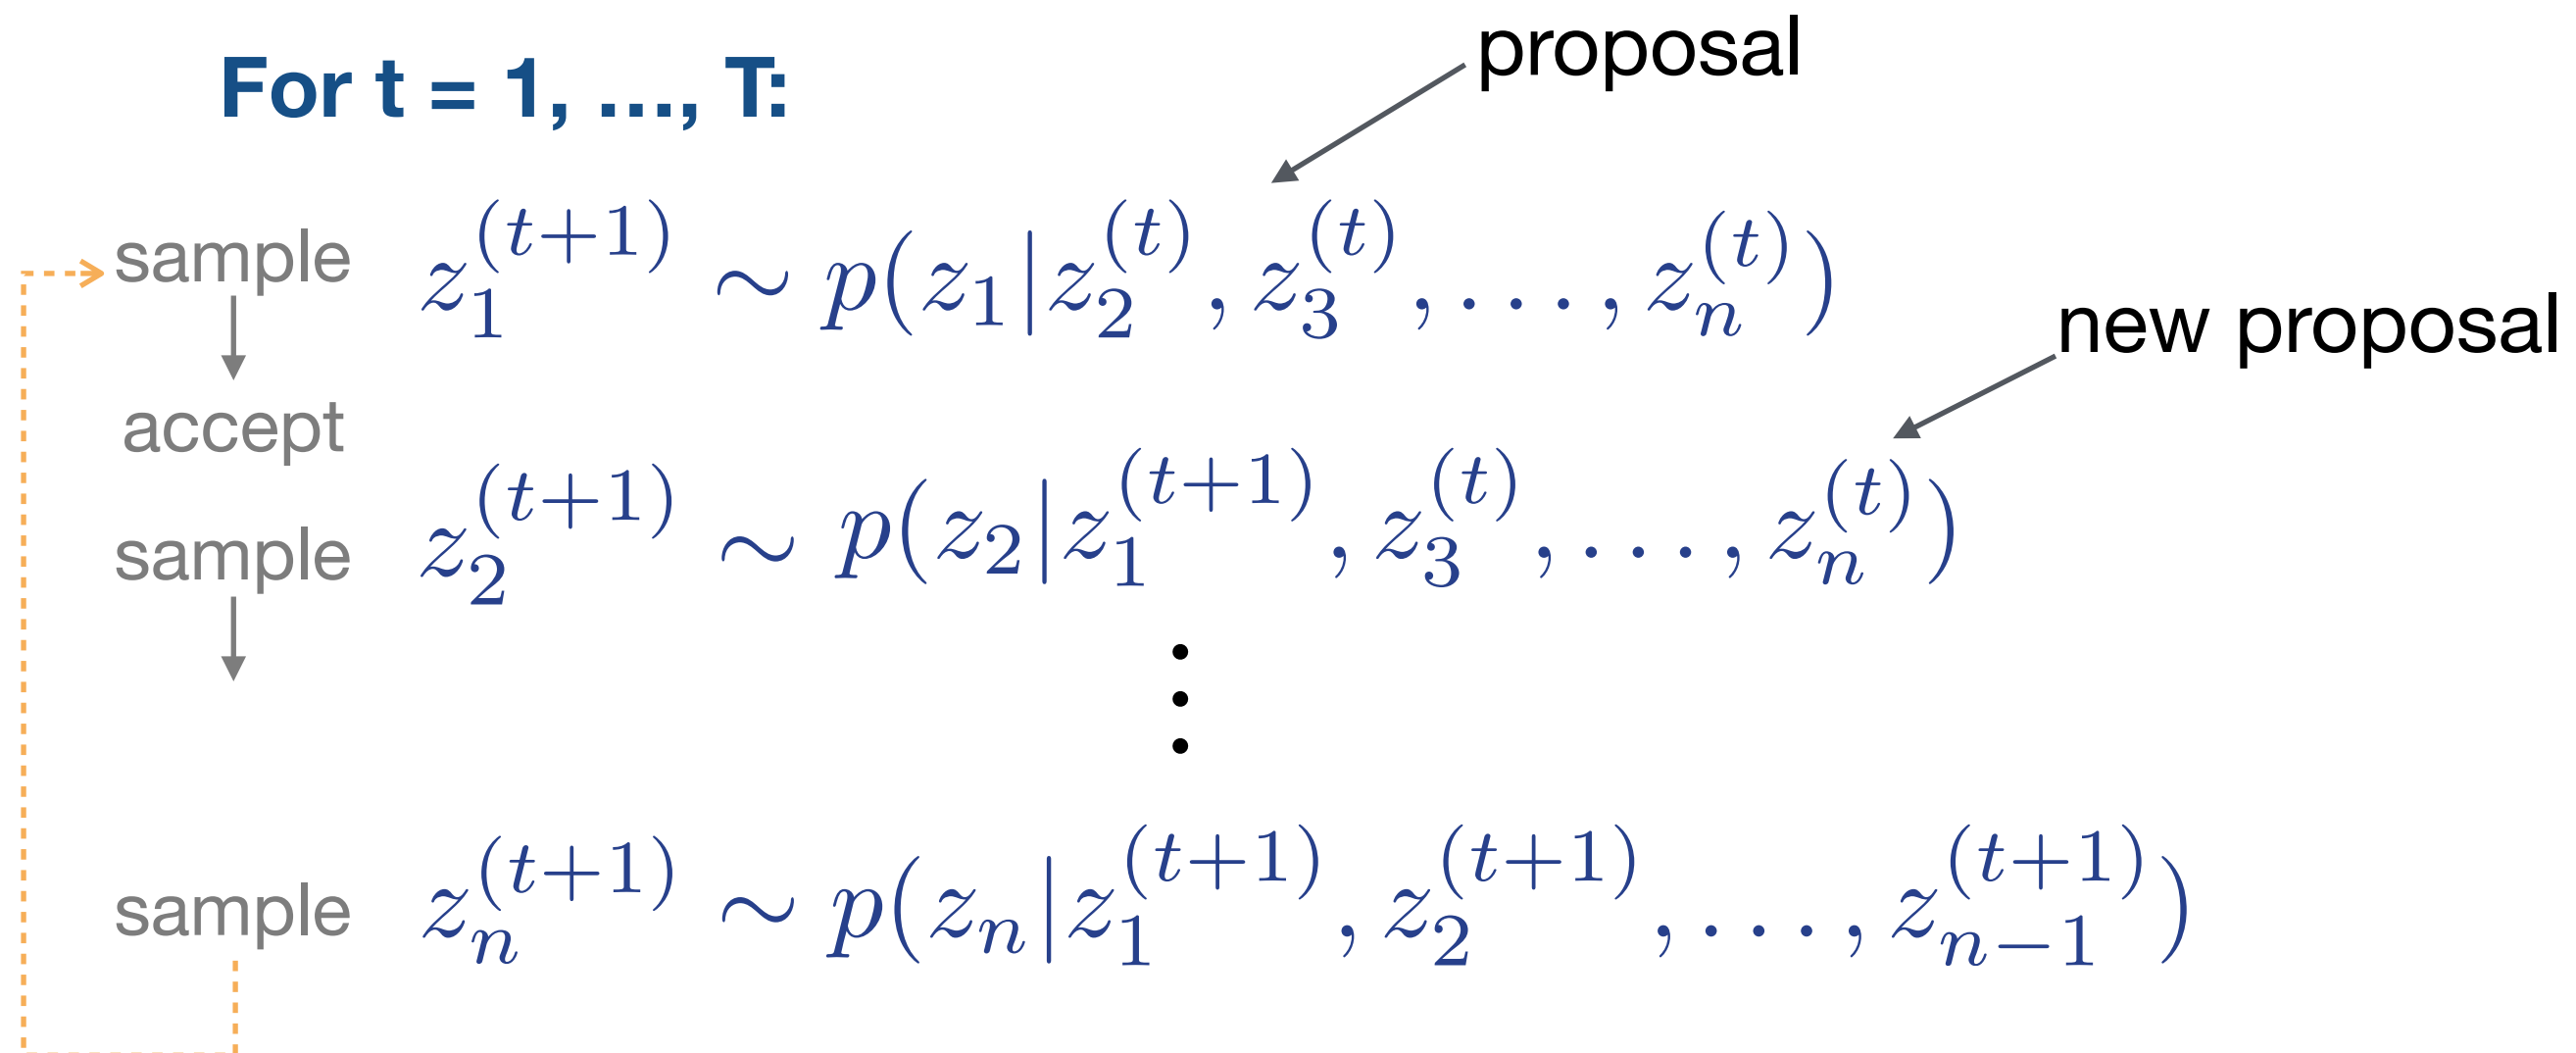 proposal
For t = 1, ..., T:
sample z_1^{(t+1)} ∼ p(z_1|z_2^{(t)}, z_3^{(t)}, . . . , z_n^{(t)})
new proposal
accept
sample z_2^{(t+1)} ∼ p(z_2|z_1^{(t+1)}, z_3^{(t)}, . . . , z_n^{(t)})
⋮
sample z_n^{(t+1)} ∼ p(z_n|z_1^{(t+1)}, z_2^{(t+1)}, . . . , z_{n−1}^{(t+1)})